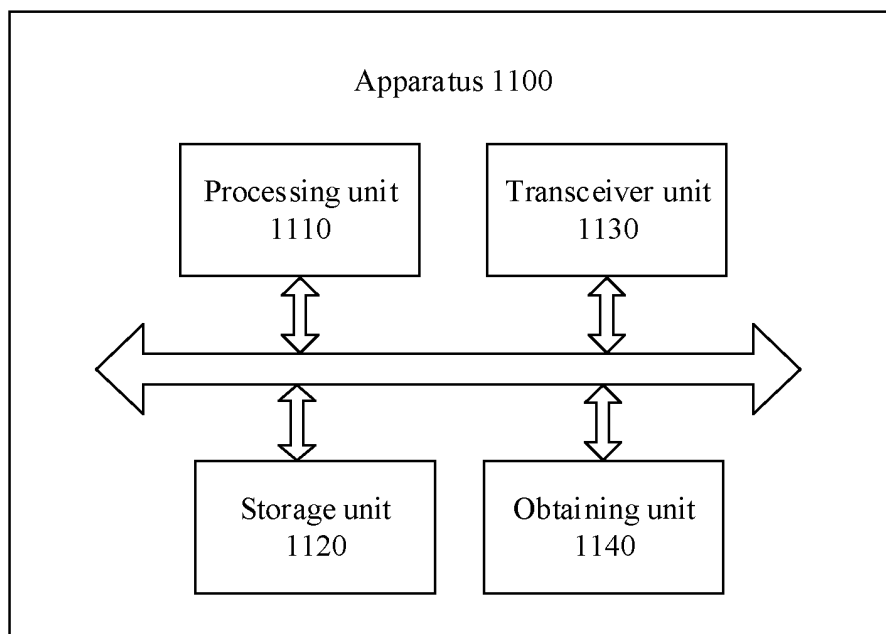 Apparatus 1100
Processing unit
1110
Transceiver unit
1130
Storage unit
1120
Obtaining unit
1140